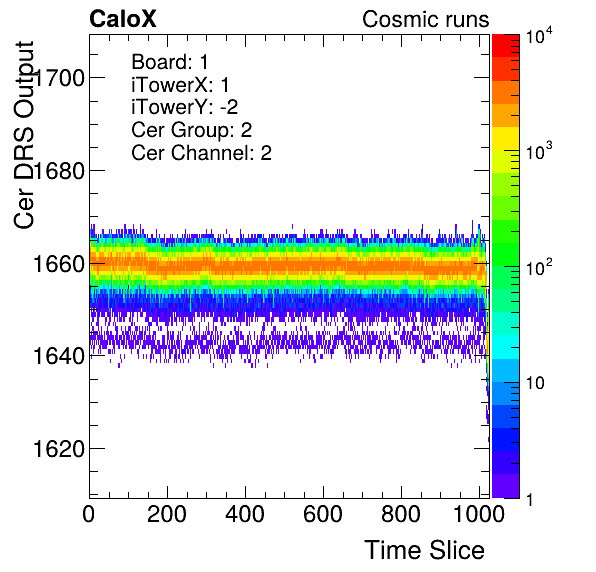 CaloX Cosmic runs
Cer DRS Output
Board: 1
iTowerX: 1
iTowerY: -2
Cer Group: 2
Cer Channel: 2
1700
1680
1660
1640
1620
0 200 400 600 800 1000
Time Slice
10^4
10^3
10^2
10
1